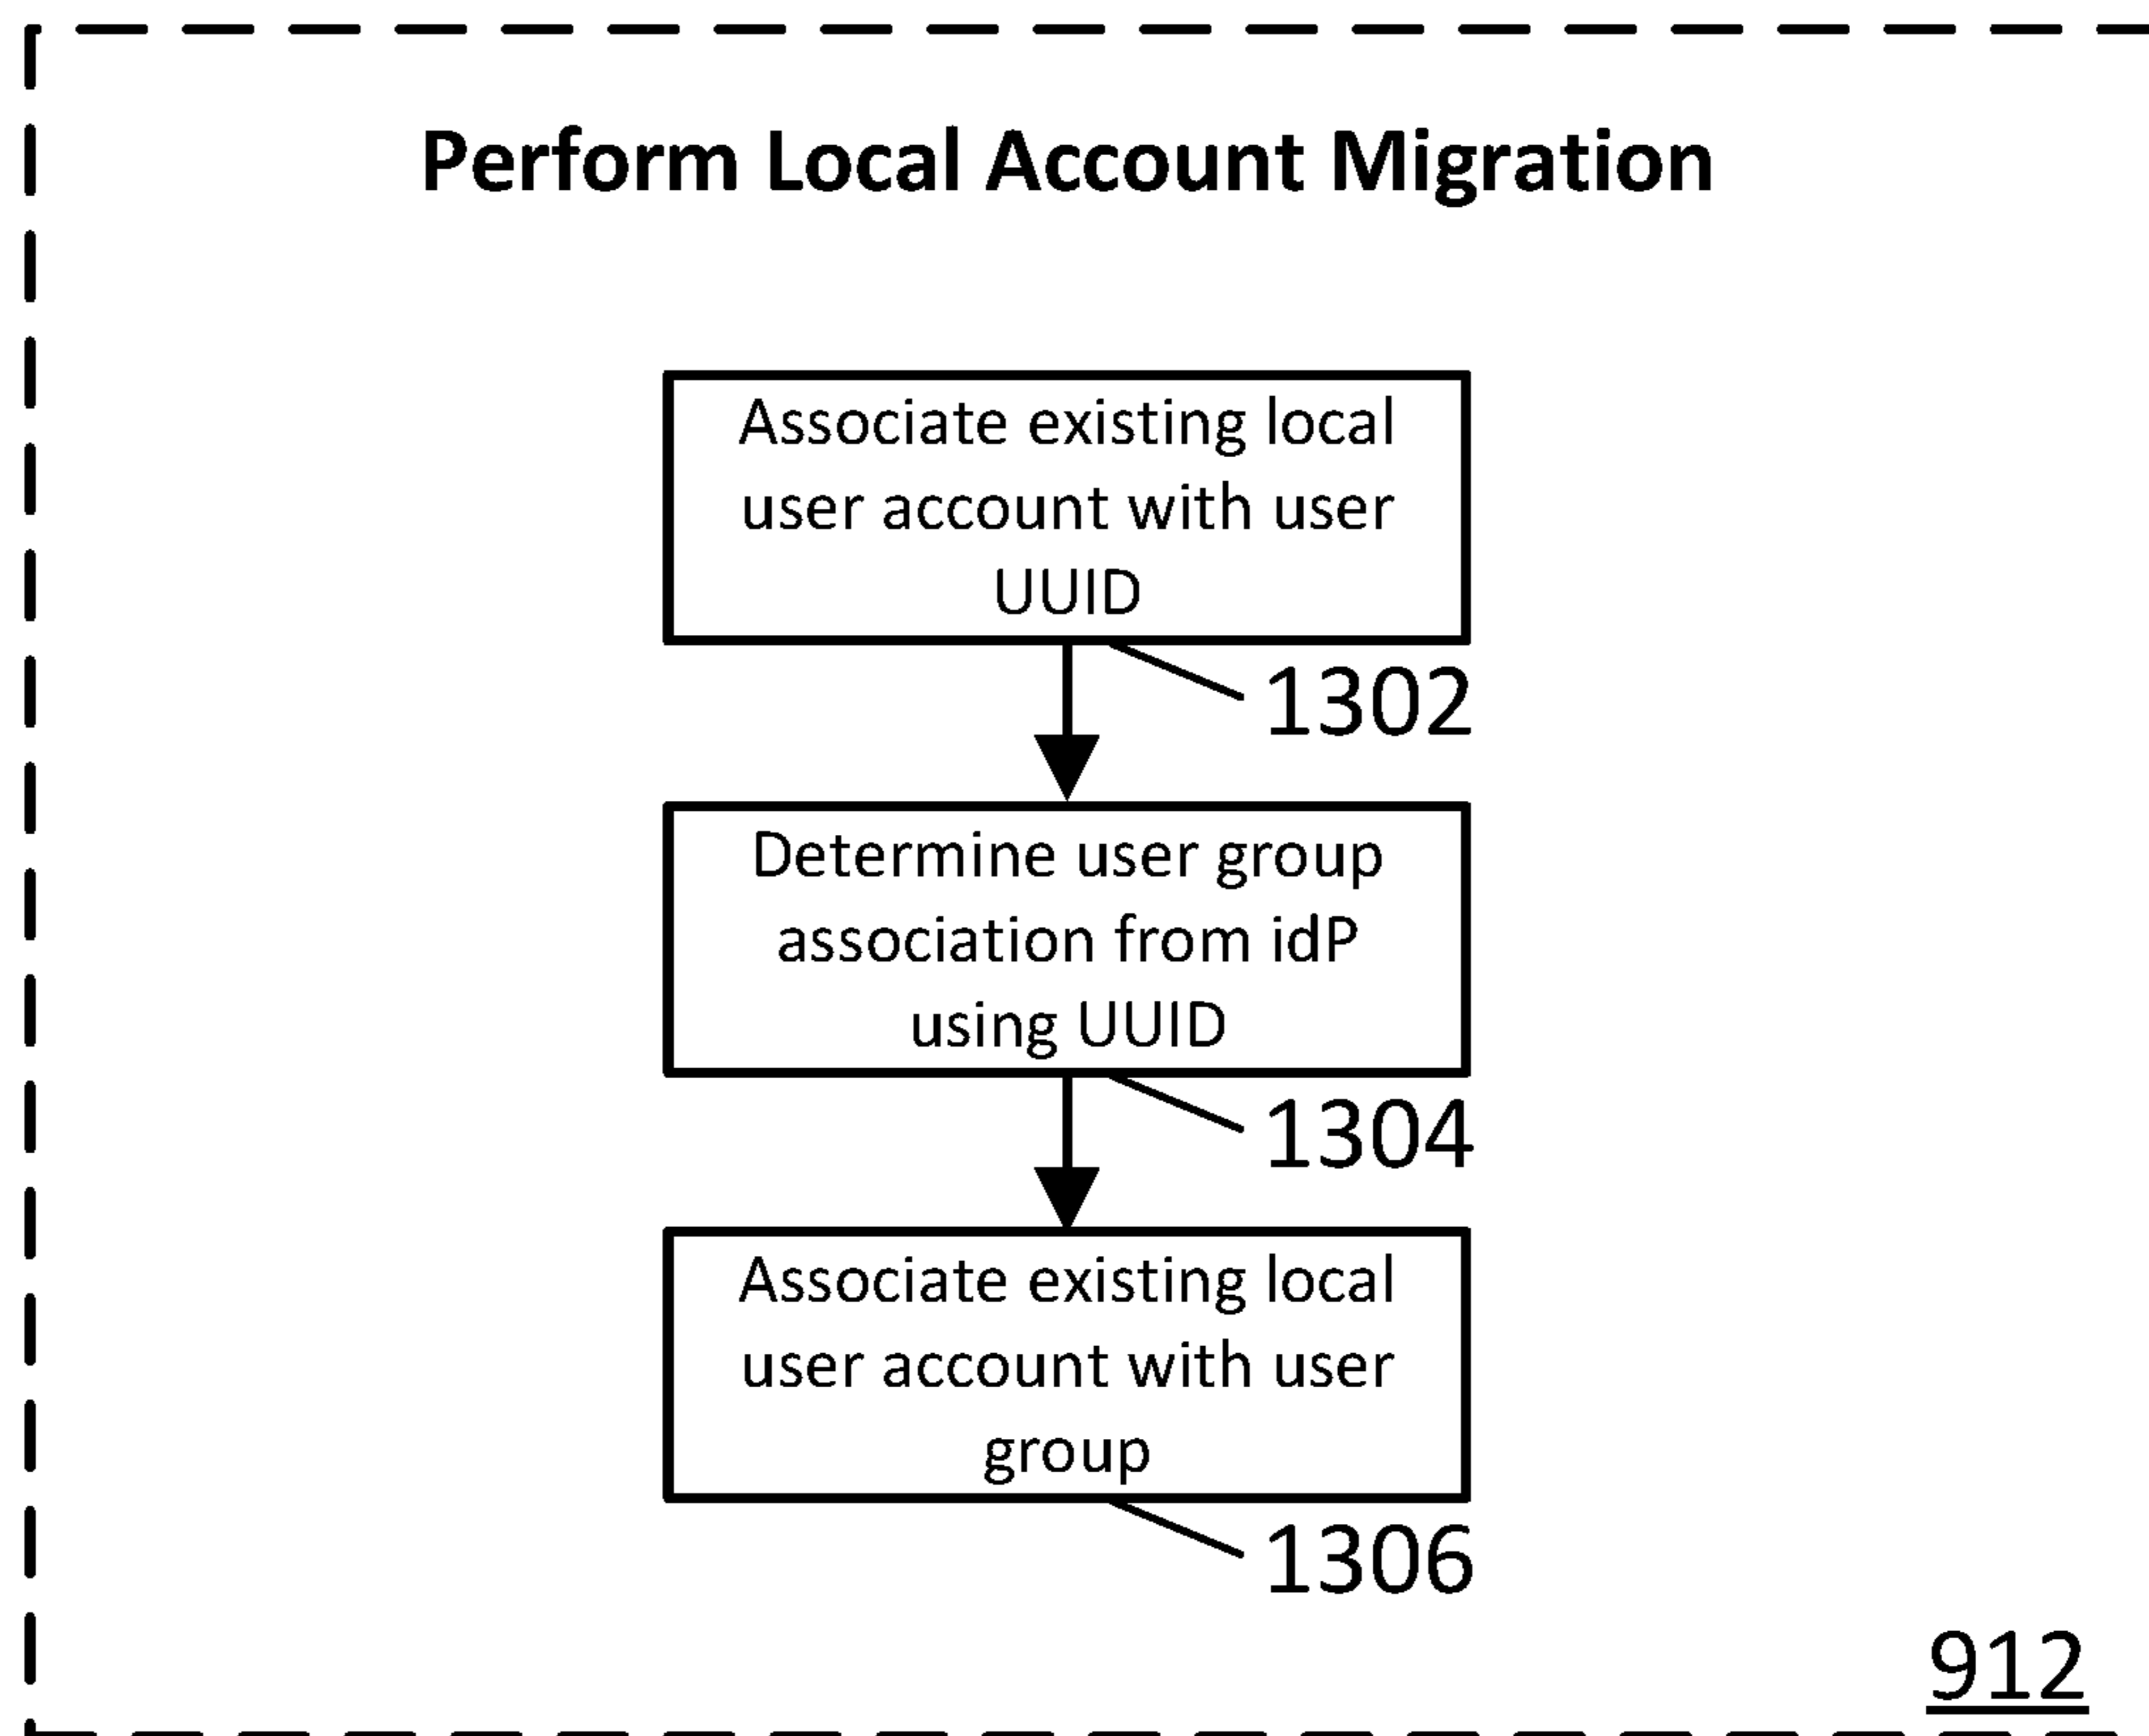 Perform Local Account Migration
Associate existing local
user account with user
UUID
1302
Determine user group
association from idP
using UUID
1304
Associate existing local
user account with user
group
1306
912